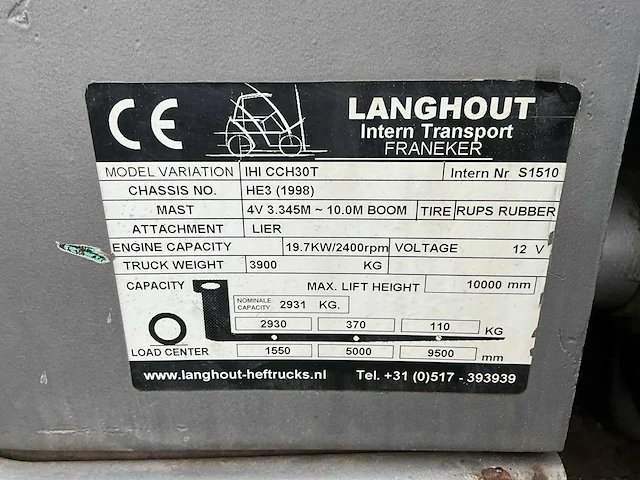 CE
LANGHOUT
Intern Transport
FRANEKER
MODEL VARIATION IHI CCH30T Intern Nr S1510
CHASSIS NO. HE3 (1998)
MAST 4V 3.345M ~ 10.0M BOOM TIRE RUPS RUBBER
ATTACHMENT LIER
ENGINE CAPACITY 19.7KW/2400rpm VOLTAGE 12 V
TRUCK WEIGHT 3900 KG
CAPACITY MAX. LIFT HEIGHT 10000 mm
NOMINALE CAPACITY 2931 KG.
2930 370 110 KG
LOAD CENTER 1550 5000 9500 mm
www.langhout-heftrucks.nl Tel. +31 (0)517 - 393939